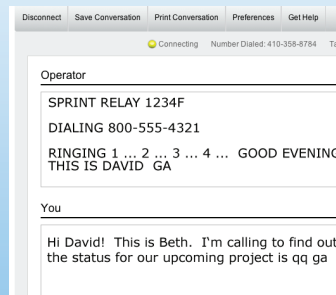 Disconnect Save Conversation Print Conversation Preferences Get Help
Connecting Number Dialed: 410-358-8784
Operator
SPRINT RELAY 1234F
DIALING 800-555-4321
RINGING 1 ... 2 ... 3 ... 4 ... GOOD EVENING
THIS IS DAVID GA
You
Hi David! This is Beth. I'm calling to find out
the status for our upcoming project is qq ga